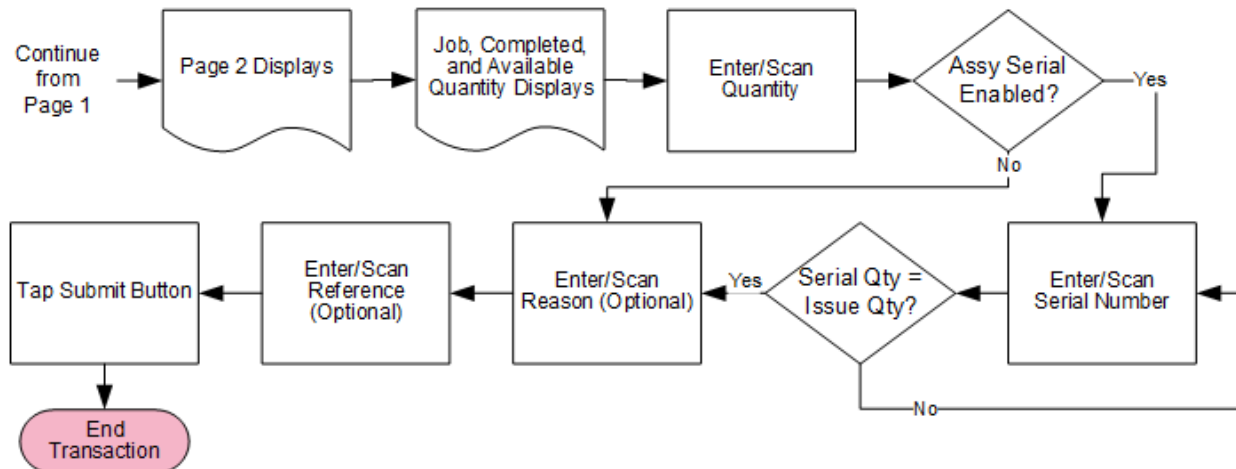 Continue
from
Page 1
Page 2 Displays
Job, Completed,
and Available
Quantity Displays
Enter/Scan
Quantity
Assy Serial
Enabled?
Yes
No
Enter/Scan
Serial Number
Serial Qty =
Issue Qty?
Yes
No
Enter/Scan
Reason (Optional)
Enter/Scan
Reference
(Optional)
Tap Submit Button
End
Transaction